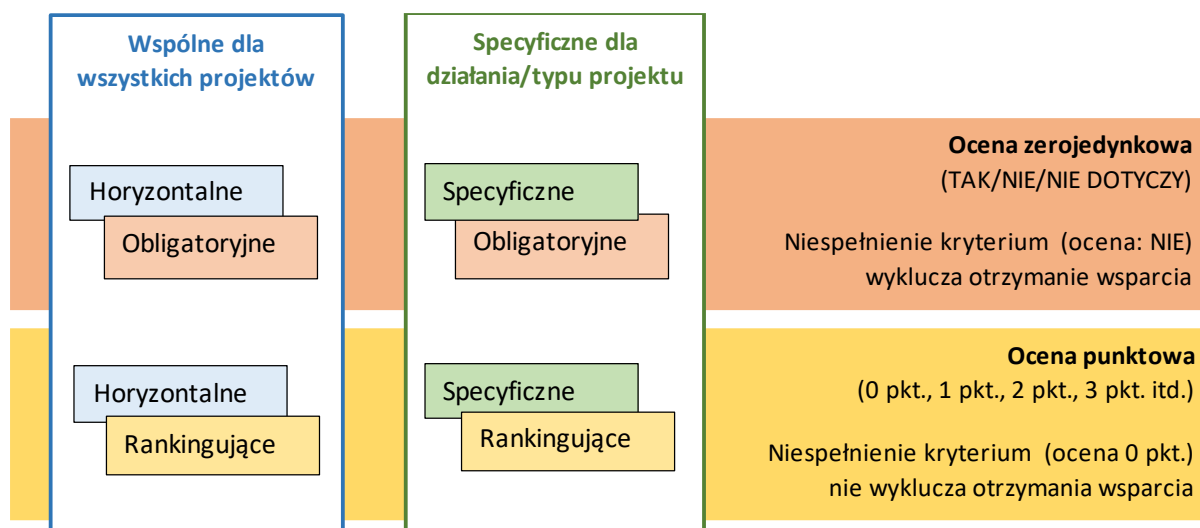 Wspólne dla
wszystkich projektów
Specyficzne dla
działania/typu projektu
Horyzontalne
Obligatoryjne
Specyficzne
Obligatoryjne
Ocena zerojedynkowa
(TAK/NIE/NIE DOTYCZY)
Niespełnienie kryterium (ocena: NIE)
wyklucza otrzymanie wsparcia
Horyzontalne
Rankingujące
Specyficzne
Rankingujące
Ocena punktowa
(0 pkt., 1 pkt., 2 pkt., 3 pkt. itd.)
Niespełnienie kryterium (ocena 0 pkt.)
nie wyklucza otrzymania wsparcia